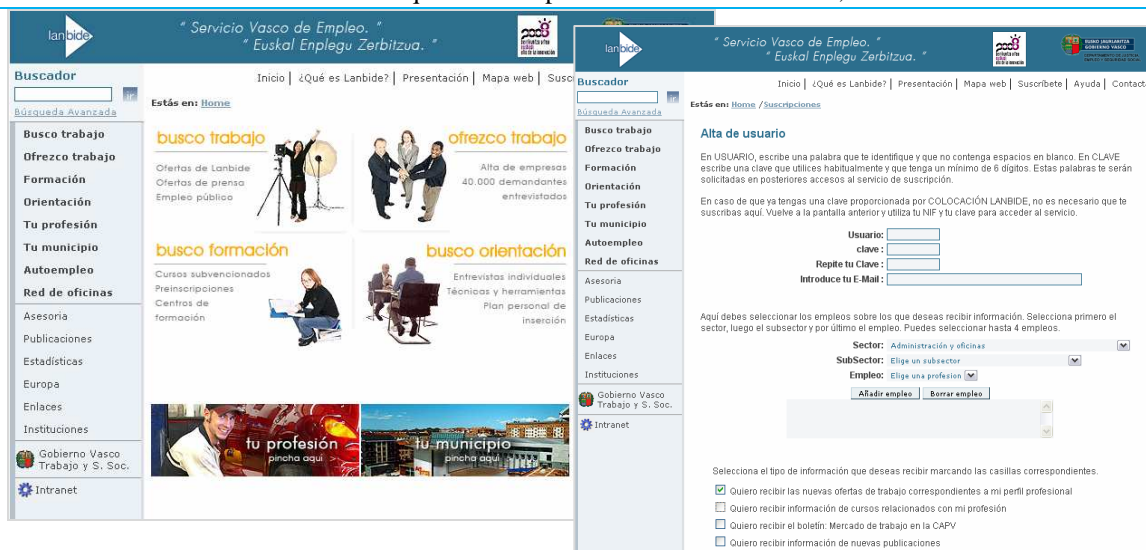 lanbide
" Servicio Vasco de Empleo. "
" Euskal Enplegu Zerbitzua. "
2008
Buscador
ir
Búsqueda Avanzada
Inicio | ¿Qué es Lanbide? | Presentación | Mapa web |
Estás en: Home
Busco trabajo
Ofrezco trabajo
Formación
Orientación
Tu profesión
Tu municipio
Autoempleo
Red de oficinas
Asesoria
Publicaciones
Estadísticas
Europa
Enlaces
Instituciones
Gobierno Vasco
Trabajo y S. Soc.
Intranet
busco trabajo
Ofertas de Lanbide
Ofertas de prensa
Empleo público
ofrezco trabajo
Alta de empresas
40.000 demandantes
entrevistados
busco formación
Cursos subvencionados
Preinscripciones
Centros de
formación
busco orientación
Entrevistas individuales
Técnicas y herramientas
Plan personal de
inserción
tu profesión
pincha aquí >
tu municipio
pincha aquí >
lanbide
" Servicio Vasco de Empleo. "
" Euskal Enplegu Zerbitzua. "
2008
EUSKO JAURLARITZA
GOBIERNO VASCO
Buscador
ir
Búsqueda Avanzada
Inicio | ¿Qué es Lanbide? | Presentación | Mapa web | Suscríbete | Ayuda |
Estás en: Home /Suscripciones
Busco trabajo
Ofrezco trabajo
Formación
Orientación
Tu profesión
Tu municipio
Autoempleo
Red de oficinas
Asesoria
Publicaciones
Estadísticas
Europa
Enlaces
Instituciones
Gobierno Vasco
Trabajo y S. Soc.
Intranet
Alta de usuario
En USUARIO, escribe una palabra que te identifique y que no contenga espacios en blanco. En CLAVE
escribe una clave que utilices habitualmente y que tenga un mínimo de 6 dígitos. Estas palabras te serán
solicitadas en posteriores accesos al servicio de suscripción.
En caso de que ya tengas una clave proporcionada por COLOCACIÓN LANBIDE, no es necesario que te
suscribas aquí. Vuelve a la pantalla anterior y utiliza tu NIF y tu clave para acceder al servicio.
Usuario:
clave :
Repite tu Clave :
Introduce tu E-Mail :
Aquí debes seleccionar los empleos sobre los que deseas recibir información. Selecciona primero el
sector, luego el subsector y por último el empleo. Puedes seleccionar hasta 4 empleos.
Sector: Administración y oficinas
SubSector: Elige un subsector
Empleo: Elige una profesion
Añadir empleo Borrar empleo
Selecciona el tipo de información que deseas recibir marcando las casillas correspondientes.
Quiero recibir las nuevas ofertas de trabajo correspondientes a mi perfil profesional
Quiero recibir información de cursos relacionados con mi profesión
Quiero recibir el boletín: Mercado de trabajo en la CAPV
Quiero recibir información de nuevas publicaciones